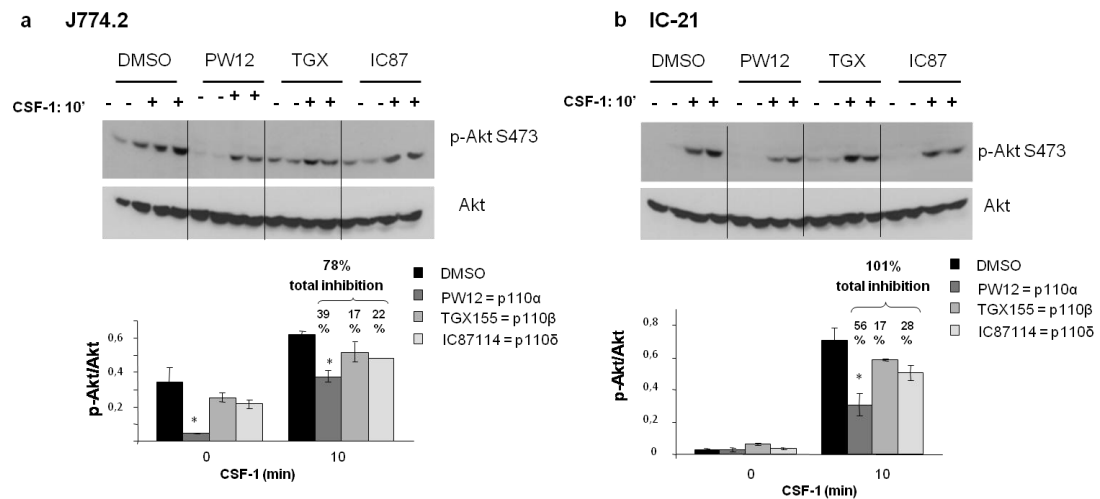 a J774.2
DMSO PW12 TGX IC87
CSF-1: 10' - - + + - - + + - - + + - - + +
p-Akt S473
Akt
78%
total inhibition
39 % 17 % 22 %
DMSO
PW12 = p110α
TGX155 = p110β
IC87114 = p110δ
p-Akt/Akt
0,6
0,4
0,2
* *
0 10
CSF-1 (min)
b IC-21
DMSO PW12 TGX IC87
CSF-1: 10' - - + + - - + + - - + + - - + +
p-Akt S473
Akt
101%
total inhibition
56 % 17 % 28 %
DMSO
PW12 = p110α
TGX155 = p110β
IC87114 = p110δ
p-Akt/Akt
0,8
0,6
0,4
0,2
0
*
0 10
CSF-1 (min)